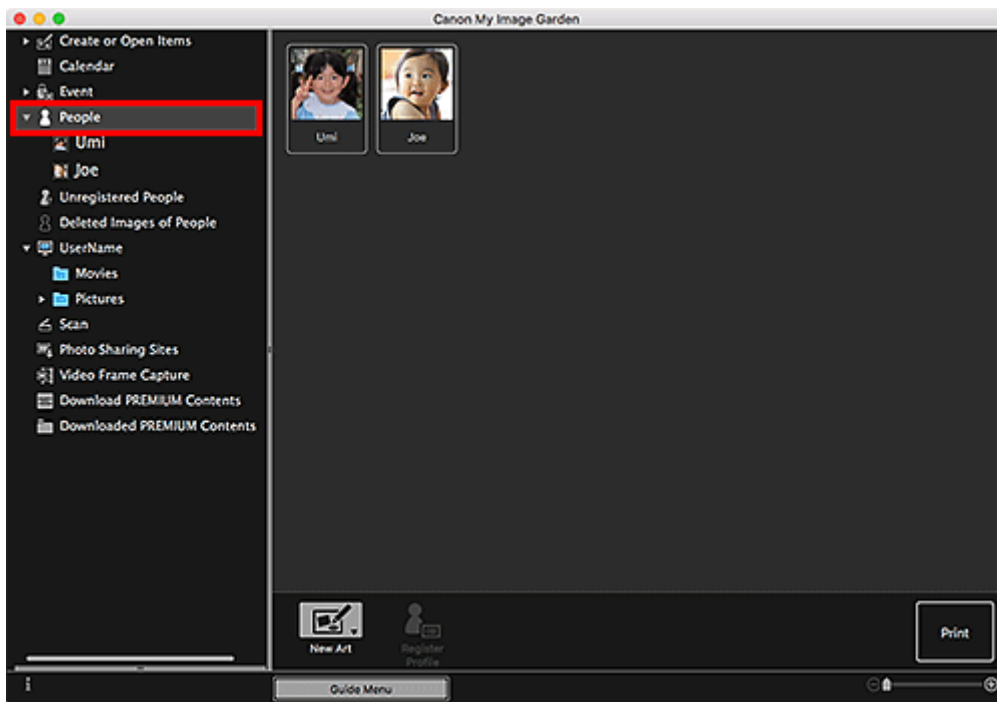 Canon My Image Garden
Create or Open Items
Calendar
Event
People
Umi
Joe
Unregistered People
Deleted Images of People
UserName
Movies
Pictures
Scan
Photo Sharing Sites
Video Frame Capture
Download PREMIUM Contents
Downloaded PREMIUM Contents
Umi
Joe
New Art
Register
Profile
Print
Guide Menu